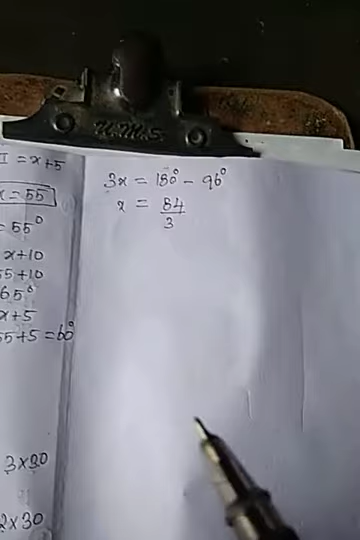 U.M.S.
II = x+5
x = 55
= 55°
x+10
55+10
65°
x+5
55+5 = 60°
3x30
2x30
3x = 180° - 96°
x = 84/3